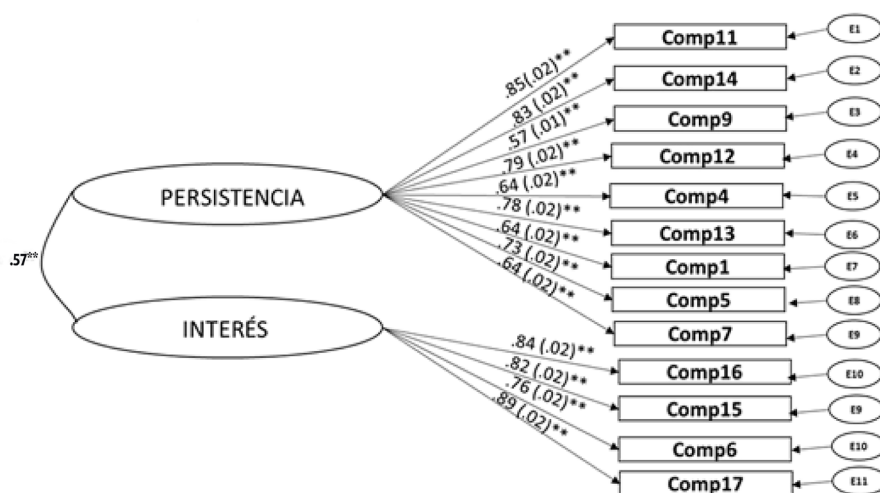 Comp11
E1
.85(.02)**
Comp14
E2
.83 (.02)**
Comp9
E3
.57 (.01)**
Comp12
E4
.79 (.02)**
PERSISTENCIA
.64 (.02)**
Comp4
E5
.78 (.02)**
Comp13
E6
.64 (.02)**
Comp1
E7
.57**
.73 (.02)**
Comp5
E8
.64 (.02)**
Comp7
E9
INTERÉS
.84 (.02)**
Comp16
E10
.82 (.02)**
Comp15
E9
.76 (.02)**
Comp6
E10
.89 (.02)**
Comp17
E11